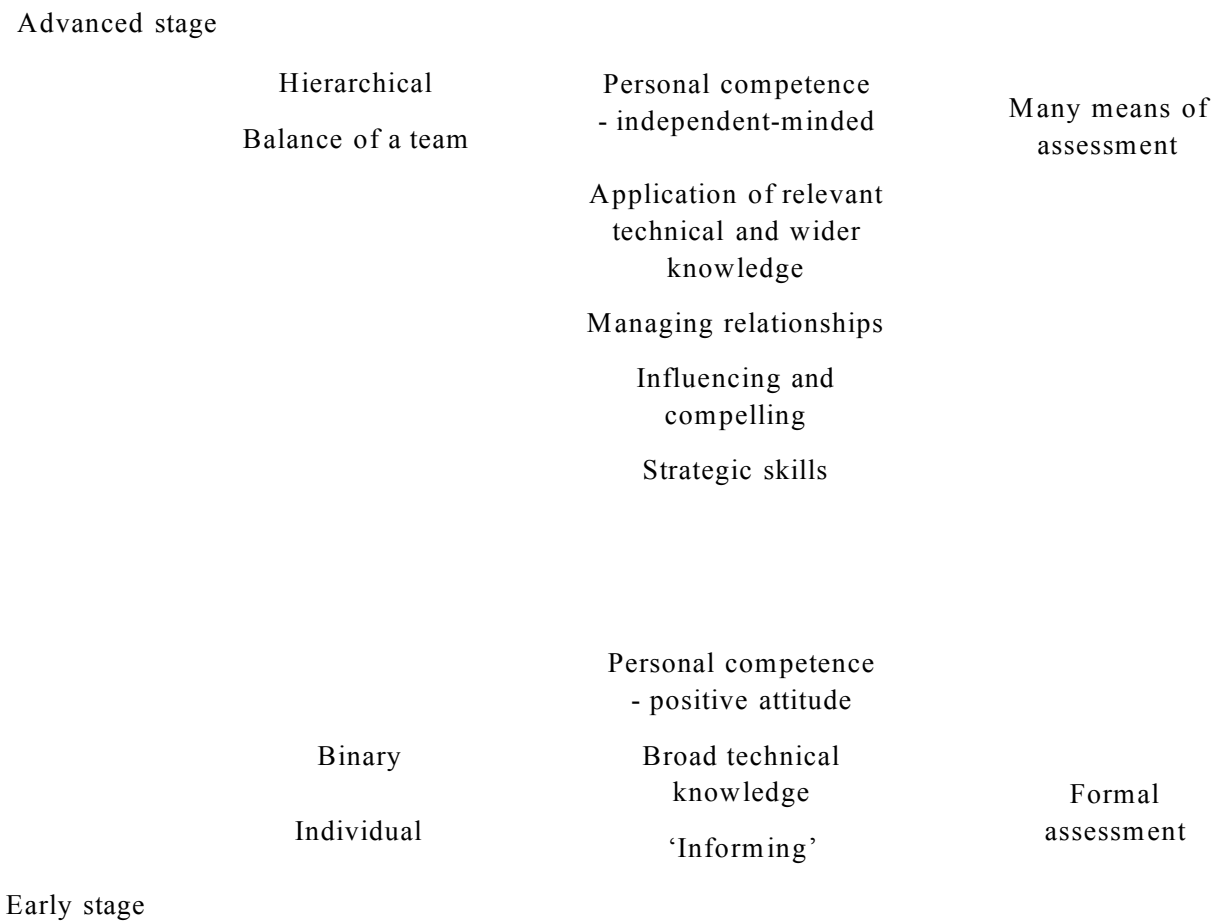 Advanced stage
Hierarchical
Balance of a team
Personal competence
- independent-minded
Many means of
assessment
Application of relevant
technical and wider
knowledge
Managing relationships
Influencing and
compelling
Strategic skills
Personal competence
- positive attitude
Binary
Individual
Broad technical
knowledge
‘Informing’
Formal
assessment
Early stage